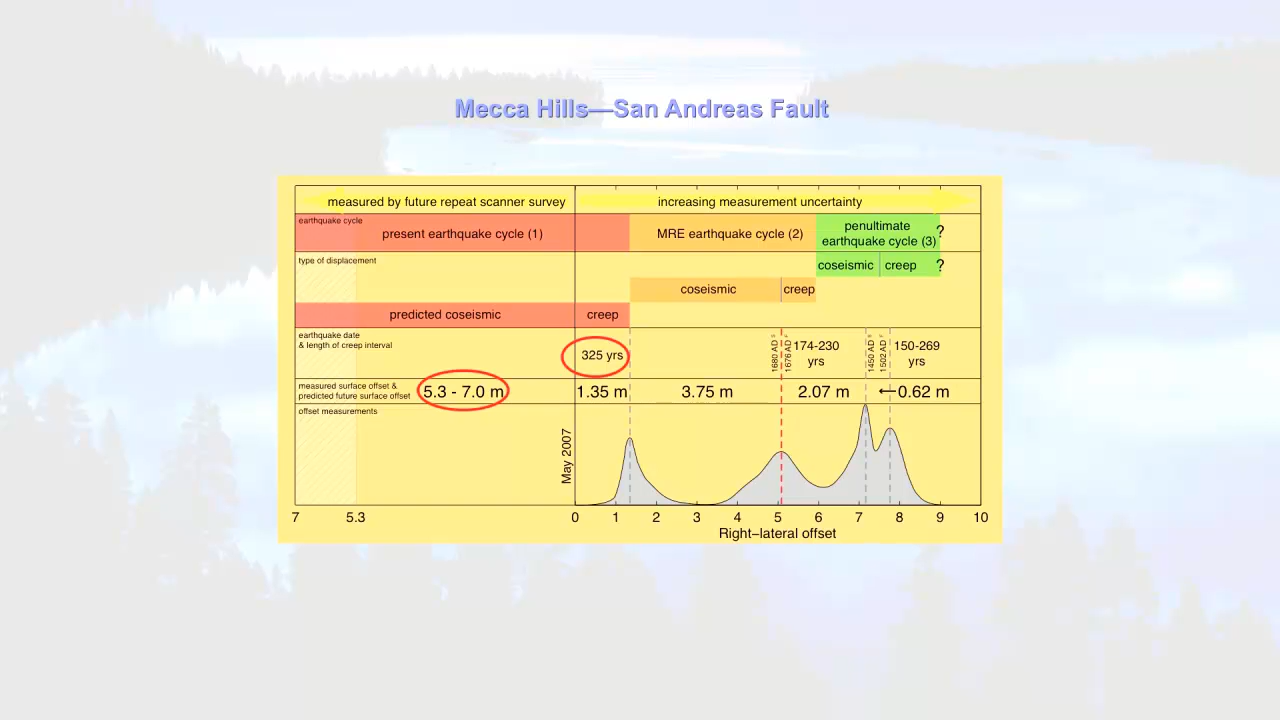 Mecca Hills—San Andreas Fault
measured by future repeat scanner survey
increasing measurement uncertainty
earthquake cycle
present earthquake cycle (1)
MRE earthquake cycle (2)
penultimate
earthquake cycle (3)
?
type of displacement
coseismic
creep
?
coseismic
creep
predicted coseismic
creep
earthquake date
& length of creep interval
325 yrs
1680 AD
1676 AD
174-230
yrs
1450 AD
1502 AD
150-269
yrs
measured surface offset &
predicted future surface offset
5.3 - 7.0 m
1.35 m
3.75 m
2.07 m
←0.62 m
offset measurements
May 2007
7 5.3 0 1 2 3 4 5 6 7 8 9 10
Right–lateral offset